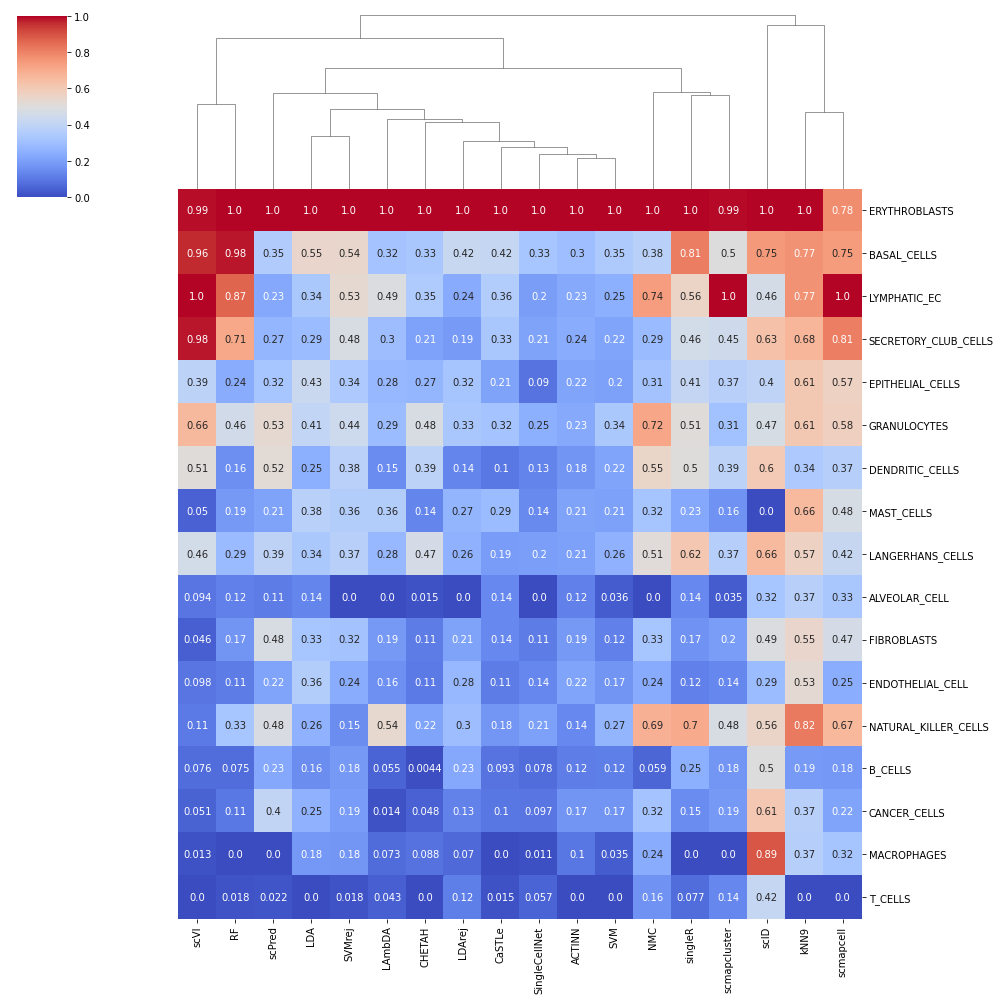 1.0
0.8
0.6
0.4
0.2
0.0
0.99 1.0 1.0 1.0 1.0 1.0 1.0 1.0 1.0 1.0 1.0 1.0 1.0 1.0 0.99 1.0 1.0 0.78 ERYTHROBLASTS
0.96 0.98 0.35 0.55 0.54 0.32 0.33 0.42 0.42 0.33 0.3 0.35 0.38 0.81 0.5 0.75 0.77 0.75 BASAL_CELLS
1.0 0.87 0.23 0.34 0.53 0.49 0.35 0.24 0.36 0.2 0.23 0.25 0.74 0.56 1.0 0.46 0.77 1.0 LYMPHATIC_EC
0.98 0.71 0.27 0.29 0.48 0.3 0.21 0.19 0.33 0.21 0.24 0.22 0.29 0.46 0.45 0.63 0.68 0.81 SECRETORY_CLUB_CELLS
0.39 0.24 0.32 0.43 0.34 0.28 0.27 0.32 0.21 0.09 0.22 0.2 0.31 0.41 0.37 0.4 0.61 0.57 EPITHELIAL_CELLS
0.66 0.46 0.53 0.41 0.44 0.29 0.48 0.33 0.32 0.25 0.23 0.34 0.72 0.51 0.31 0.47 0.61 0.58 GRANULOCYTES
0.51 0.16 0.52 0.25 0.38 0.15 0.39 0.14 0.1 0.13 0.18 0.22 0.55 0.5 0.39 0.6 0.34 0.37 DENDRITIC_CELLS
0.05 0.19 0.21 0.38 0.36 0.36 0.14 0.27 0.29 0.14 0.21 0.21 0.32 0.23 0.16 0.0 0.66 0.48 MAST_CELLS
0.46 0.29 0.39 0.34 0.37 0.28 0.47 0.26 0.19 0.2 0.21 0.26 0.51 0.62 0.37 0.66 0.57 0.42 LANGERHANS_CELLS
0.094 0.12 0.11 0.14 0.0 0.0 0.015 0.0 0.14 0.0 0.12 0.036 0.0 0.14 0.035 0.32 0.37 0.33 ALVEOLAR_CELL
0.046 0.17 0.48 0.33 0.32 0.19 0.11 0.21 0.14 0.11 0.19 0.12 0.33 0.17 0.2 0.49 0.55 0.47 FIBROBLASTS
0.098 0.11 0.22 0.36 0.24 0.16 0.11 0.28 0.11 0.14 0.22 0.17 0.24 0.12 0.14 0.29 0.53 0.25 ENDOTHELIAL_CELL
0.11 0.33 0.48 0.26 0.15 0.54 0.22 0.3 0.18 0.21 0.14 0.27 0.69 0.7 0.48 0.56 0.82 0.67 NATURAL_KILLER_CELLS
0.076 0.075 0.23 0.16 0.18 0.055 0.0044 0.23 0.093 0.078 0.12 0.12 0.059 0.25 0.18 0.5 0.19 0.18 B_CELLS
0.051 0.11 0.4 0.25 0.19 0.014 0.048 0.13 0.1 0.097 0.17 0.17 0.32 0.15 0.19 0.61 0.37 0.22 CANCER_CELLS
0.013 0.0 0.0 0.18 0.18 0.073 0.088 0.07 0.0 0.011 0.1 0.035 0.24 0.0 0.0 0.89 0.37 0.32 MACROPHAGES
0.0 0.018 0.022 0.0 0.018 0.043 0.0 0.12 0.015 0.057 0.0 0.0 0.16 0.077 0.14 0.42 0.0 0.0 T_CELLS
scVI RF scPred LDA SVMrej LAmbDA CHETAH LDArej CaSTLe SingleCellNet ACTINN SVM NMC singleR scmapcluster scID kNN9 scmapcell